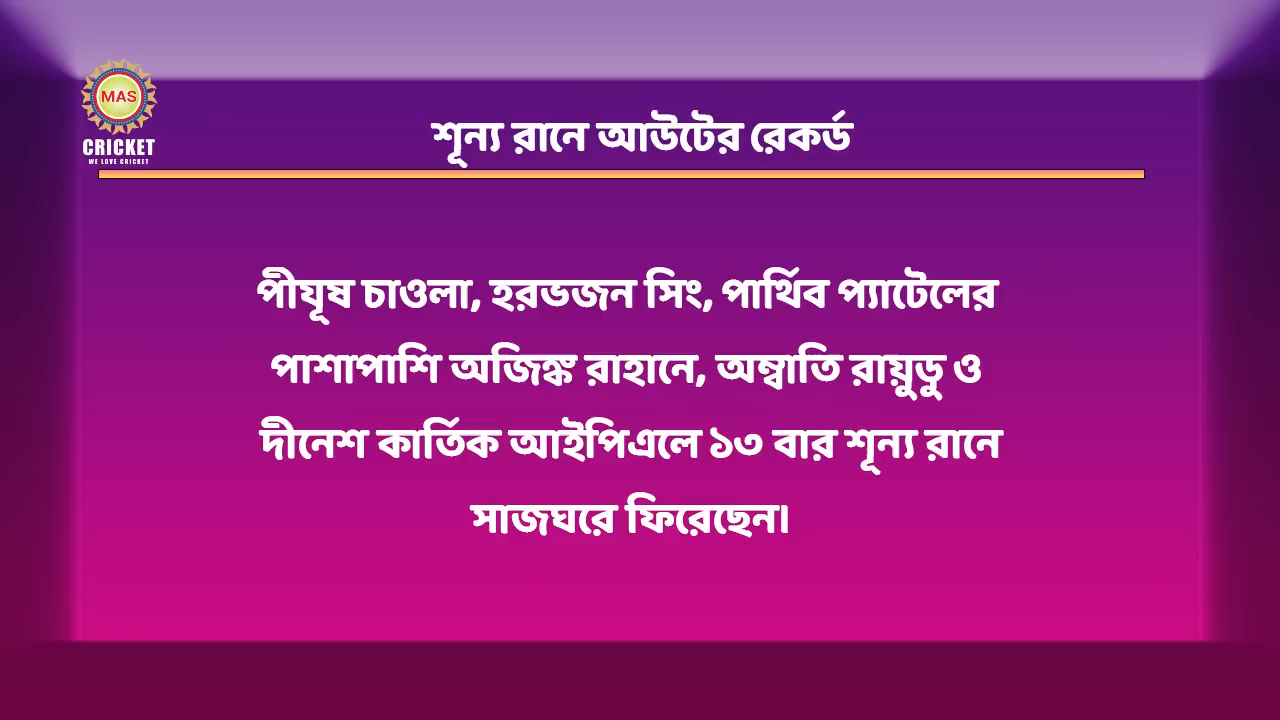 MAS
CRICKET
WE LOVE CRICKET
শূন্য রানে আউটের রেকর্ড
পীযূষ চাওলা, হরভজন সিং, পার্থিব প্যাটেলের
পাশাপাশি অজিঙ্ক রাহানে, অম্বাতি রায়ুডু ও
দীনেশ কার্তিক আইপিএলে ১৩ বার শূন্য রানে
সাজঘরে ফিরেছেন।